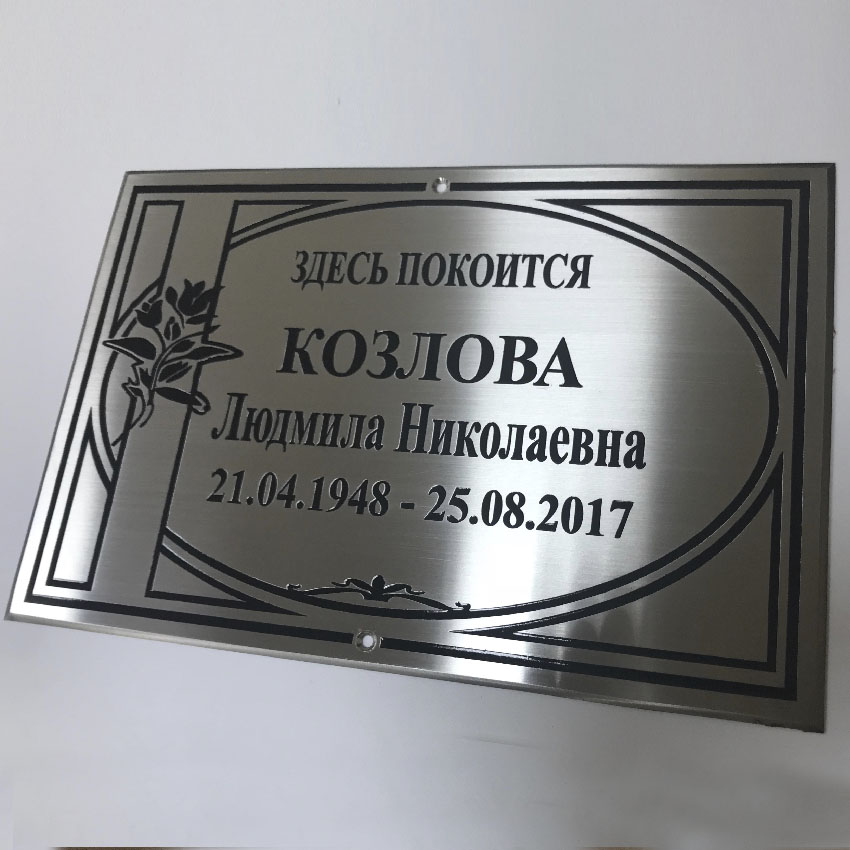 ЗДЕСЬ ПОКОИТСЯ
КОЗЛОВА
Людмила Николаевна
21.04.1948 - 25.08.2017